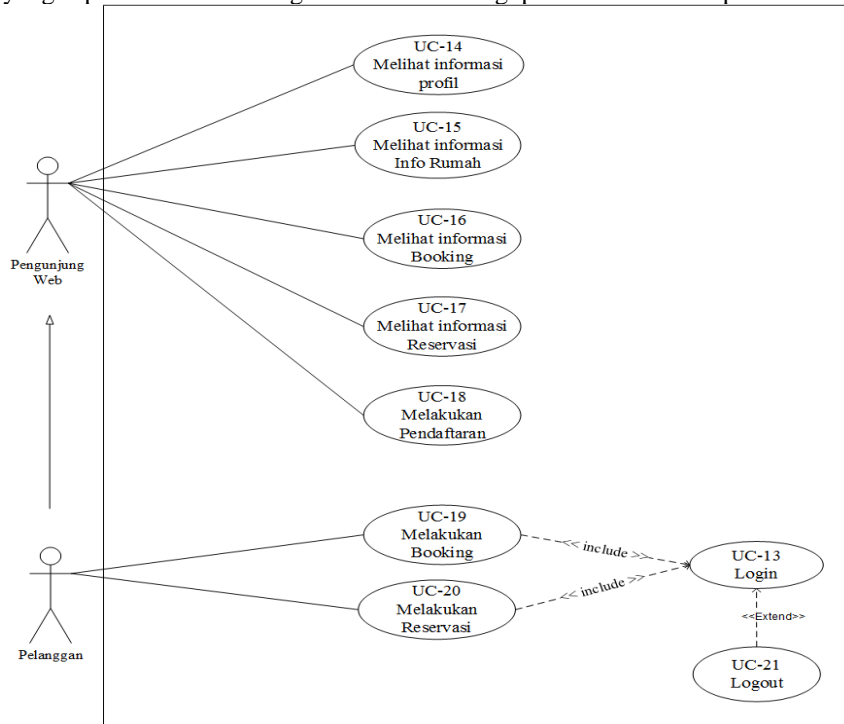 UC-14
Melihat informasi
profil
UC-15
Melihat informasi
Info Rumah
UC-16
Melihat informasi
Booking
Pengunjung
Web
UC-17
Melihat informasi
Reservasi
UC-18
Melakukan
Pendaftaran
UC-19
Melakukan
Booking
<< include >>
UC-13
Login
UC-20
Melakukan
Reservasi
<< include >>
<<Extend>>
Pelanggan
UC-21
Logout